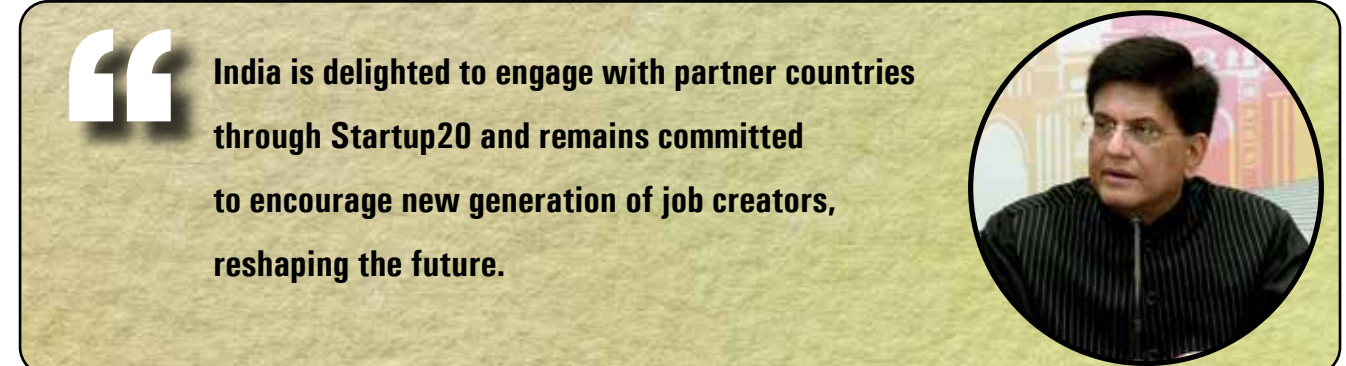 “
India is delighted to engage with partner countries
through Startup20 and remains committed
to encourage new generation of job creators,
reshaping the future.